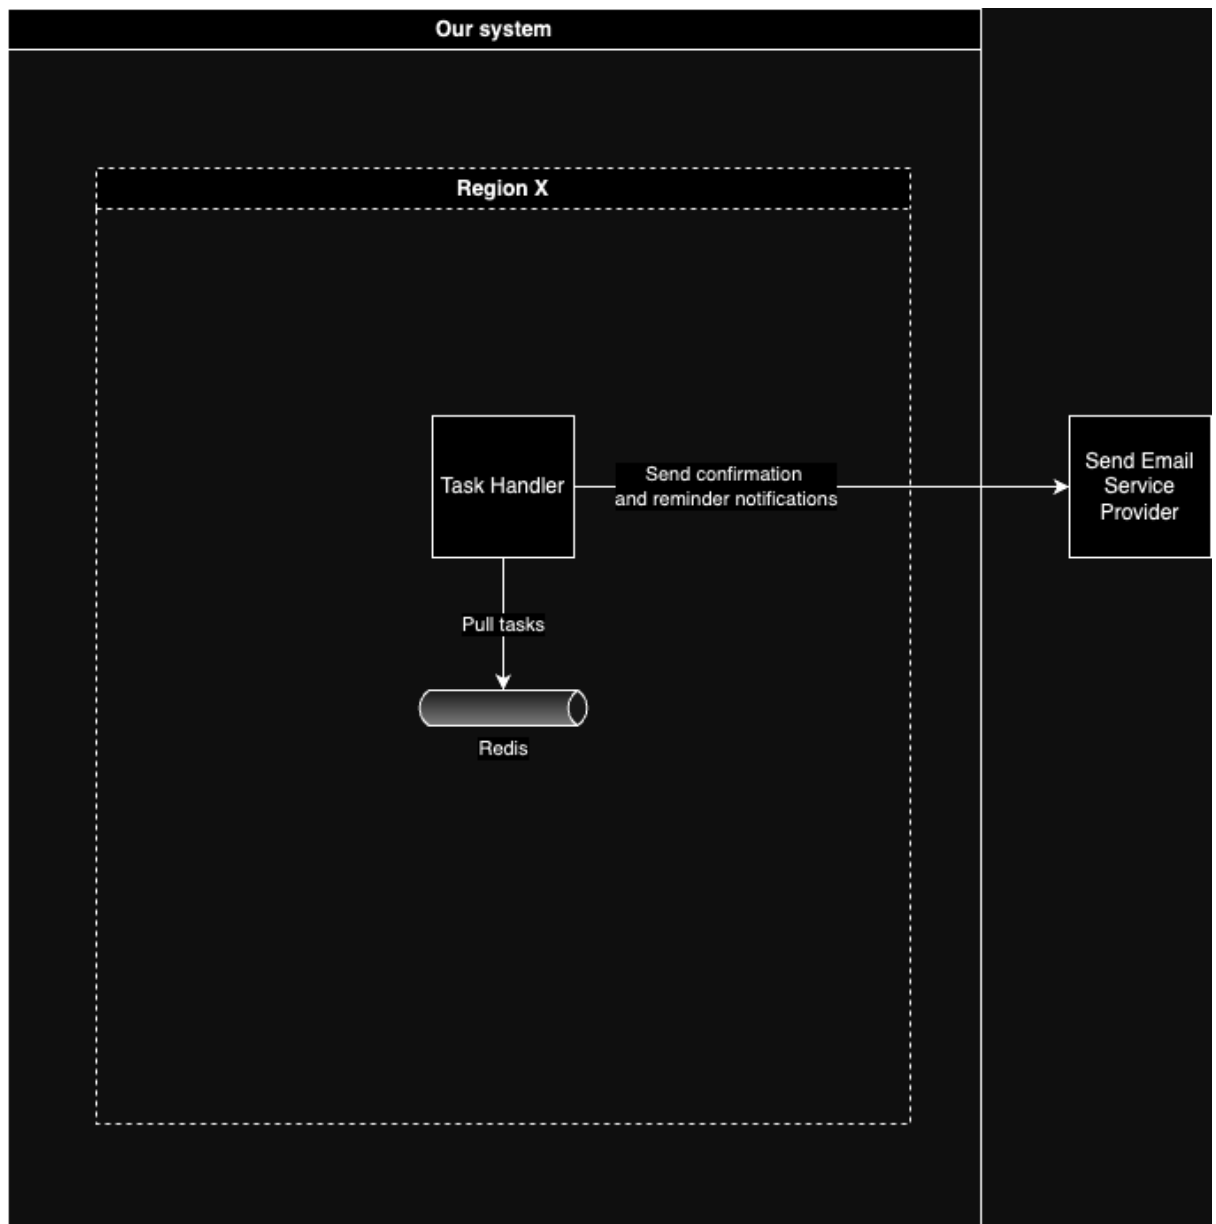 Our system
Region X
Task Handler
Send confirmation
and reminder notifications
Send Email
Service
Provider
Pull tasks
Redis